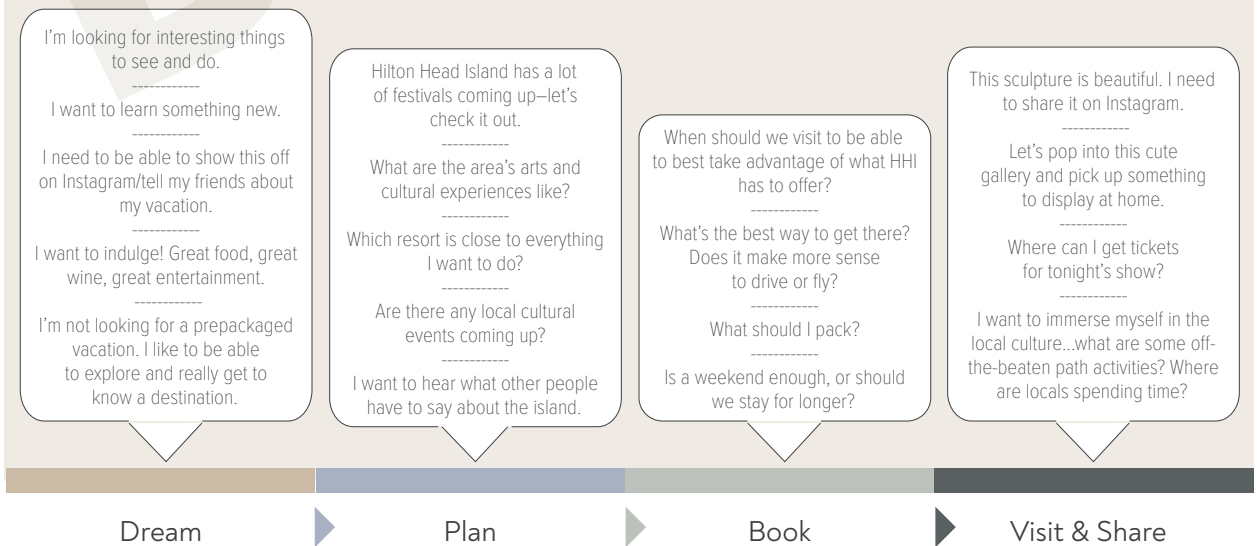 I'm looking for interesting things
to see and do.
------------
I want to learn something new.
------------
I need to be able to show this off
on Instagram/tell my friends about
my vacation.
------------
I want to indulge! Great food, great
wine, great entertainment.
------------
I'm not looking for a prepackaged
vacation. I like to be able
to explore and really get to
know a destination.
Hilton Head Island has a lot
of festivals coming up–let's
check it out.
------------
What are the area's arts and
cultural experiences like?
------------
Which resort is close to everything
I want to do?
------------
Are there any local cultural
events coming up?
------------
I want to hear what other people
have to say about the island.
When should we visit to be able
to best take advantage of what HHI
has to offer?
------------
What's the best way to get there?
Does it make more sense
to drive or fly?
------------
What should I pack?
------------
Is a weekend enough, or should
we stay for longer?
This sculpture is beautiful. I need
to share it on Instagram.
------------
Let's pop into this cute
gallery and pick up something
to display at home.
------------
Where can I get tickets
for tonight's show?
------------
I want to immerse myself in the
local culture...what are some off-
the-beaten path activities? Where
are locals spending time?
Dream
Plan
Book
Visit & Share